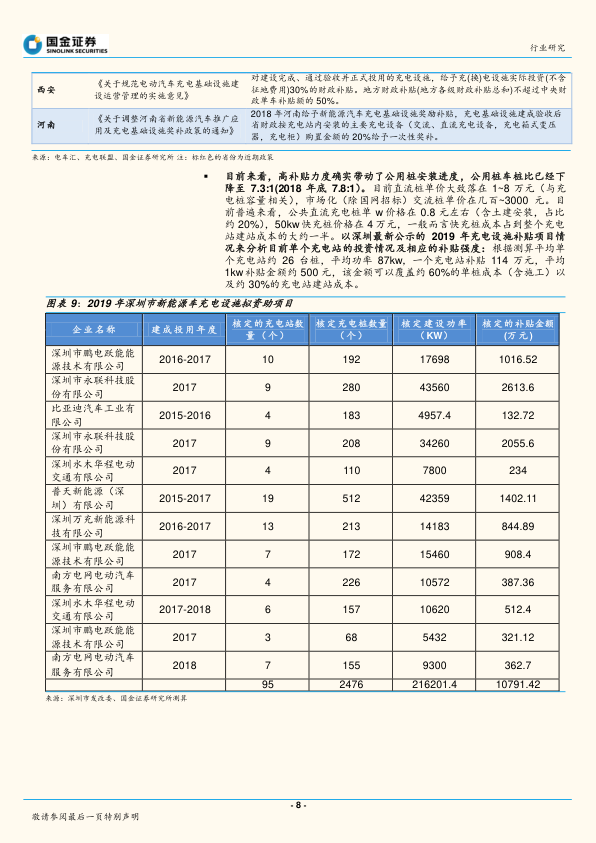 国金证券
SINOLINK SECURITIES
行业研究
西安
《关于规范电动汽车充电基础设施建
设运营管理的实施意见》
对建设完成、通过验收并正式投用的充电设施，给予充(换)电设施实际投资(不含
征地费用)30%的财政补贴。地方财政补贴(地方各级财政补贴总和)不超过中央财
政单车补贴额的 50%。
河南
《关于调整河南省新能源汽车推广应
用及充电基础设施奖补政策的通知》
2018 年河南给予新能源汽车充电基础设施奖励补贴，充电基础设施建成验收后
省财政按充电站内安装的主要充电设备（交流、直流充电设备，充电箱式变压
器，充电柜）购置金额的 20%给予一次性奖补。
来源：电车汇、充电联盟、国金证券研究所 注：标红色的省份为近期政策
▪ 目前来看，高补贴力度确实带动了公用桩安装进度，公用桩车桩比已经下
降至 7.3:1(2018 年底 7.8:1)。目前直流桩单价大致落在 1~8 万元（与充
电桩容量相关），市场化（除国网招标）交流桩单价在几百~3000 元。目
前普遍来看，公共直流充电桩单 w 价格在 0.8 元左右（含土建安装，占比
约 20%），50kw 快充桩价格在 4 万元，一般而言快充桩成本占到整个充电
站建站成本的大约一半。以深圳最新公示的 2019 年充电设施补贴项目情
况来分析目前单个充电站的投资情况及相应的补贴强度：根据测算平均单
个充电站约 26 台桩，平均功率 87kw，一个充电站补贴 114 万元，平均
1kw 补贴金额约 500 元，该金额可以覆盖约 60%的单桩成本（含施工）以
及约 30%的充电站建站成本。
图表 9：2019 年深圳市新能源车充电设施拟资助项目
企业名称 建成投用年度 核定的充电站数量（个） 核定充电桩数量（个） 核定建设功率（KW） 核定的补贴金额(万元)
深圳市鹏电跃能能
源技术有限公司 2016-2017 10 192 17698 1016.52
深圳市永联科技股
份有限公司 2017 9 280 43560 2613.6
比亚迪汽车工业有
限公司 2015-2016 4 183 4957.4 132.72
深圳市永联科技股
份有限公司 2017 9 208 34260 2055.6
深圳水木华程电动
交通有限公司 2017 4 110 7800 234
普天新能源（深
圳）有限公司 2015-2017 19 512 42359 1402.11
深圳万充新能源科
技有限公司 2016-2017 13 213 14183 844.89
深圳市鹏电跃能能
源技术有限公司 2017 7 172 15460 908.4
南方电网电动汽车
服务有限公司 2017 4 226 10572 387.36
深圳水木华程电动
交通有限公司 2017-2018 6 157 10620 512.4
深圳市鹏电跃能能
源技术有限公司 2017 3 68 5432 321.12
南方电网电动汽车
服务有限公司 2018 7 155 9300 362.7
95 2476 216201.4 10791.42
来源：深圳市发改委、国金证券研究所测算
- 8 -
敬请参阅最后一页特别声明